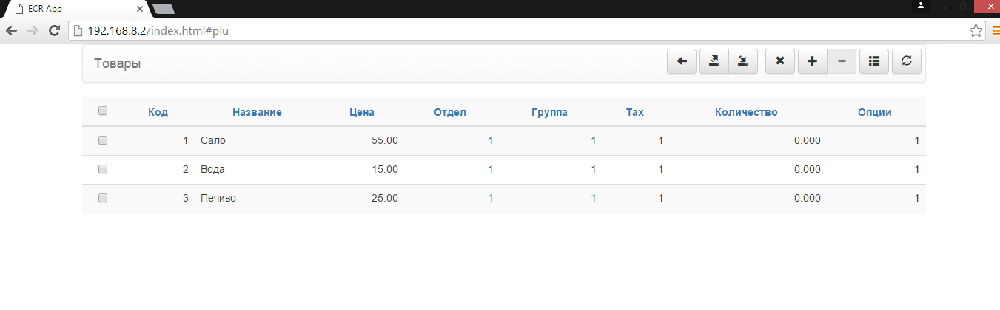 ECR App
192.168.8.2/index.html#plu
Товары
Код Название Цена Отдел Группа Tax Количество Опции
1 Сало 55.00 1 1 1 0.000 1
2 Вода 15.00 1 1 1 0.000 1
3 Печиво 25.00 1 1 1 0.000 1